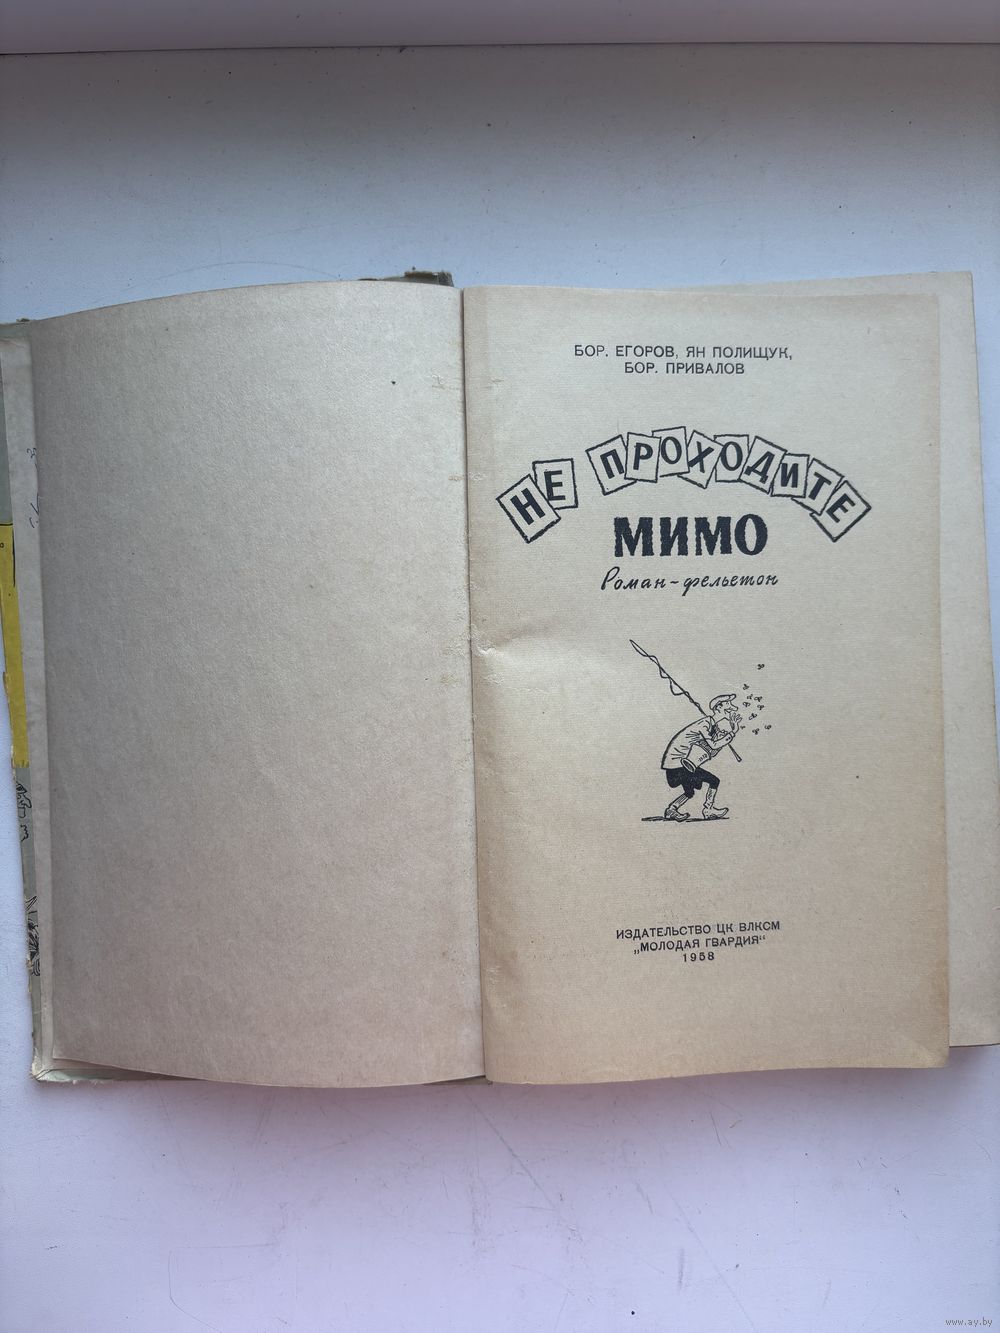 БОР. ЕГОРОВ, ЯН ПОЛИЩУК,
БОР. ПРИВАЛОВ
НЕ ПРОХОДИТЕ
МИМО
Роман-фельетон
ИЗДАТЕЛЬСТВО ЦК ВЛКСМ
„МОЛОДАЯ ГВАРДИЯ“
1958
www.ay.by